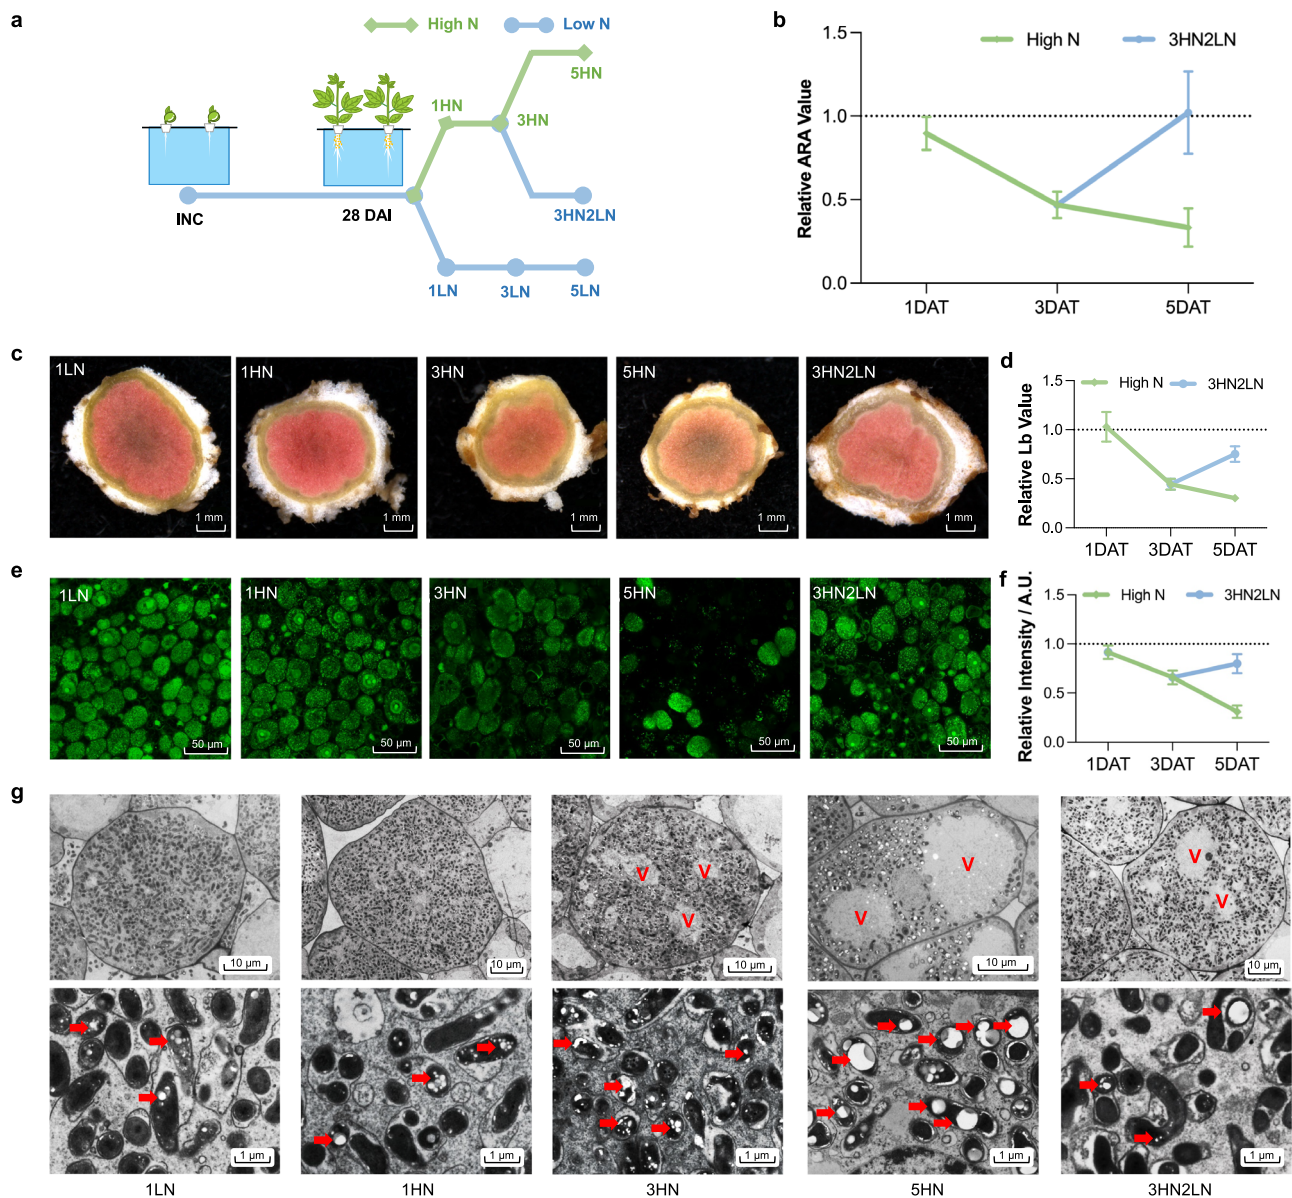 a
High N
Low N
5HN
1HN
3HN
INC
28 DAI
3HN2LN
1LN
3LN
5LN
b
1.5
High N
3HN2LN
1.0
0.5
0.0
Relative ARA Value
1DAT
3DAT
5DAT
c
1LN
1 mm
1HN
1 mm
3HN
1 mm
5HN
1 mm
3HN2LN
1 mm
d
1.5
High N
3HN2LN
1.0
0.5
0.0
Relative Lb Value
1DAT
3DAT
5DAT
e
1LN
50 µm
1HN
50 µm
3HN
50 µm
5HN
50 µm
3HN2LN
50 µm
f
1.5
High N
3HN2LN
1.0
0.5
0.0
Relative Intensity / A.U.
1DAT
3DAT
5DAT
g
10 µm
10 µm
V
V
V
10 µm
V
V
10 µm
V
V
10 µm
1 µm
1 µm
1 µm
1 µm
1 µm
1LN
1HN
3HN
5HN
3HN2LN